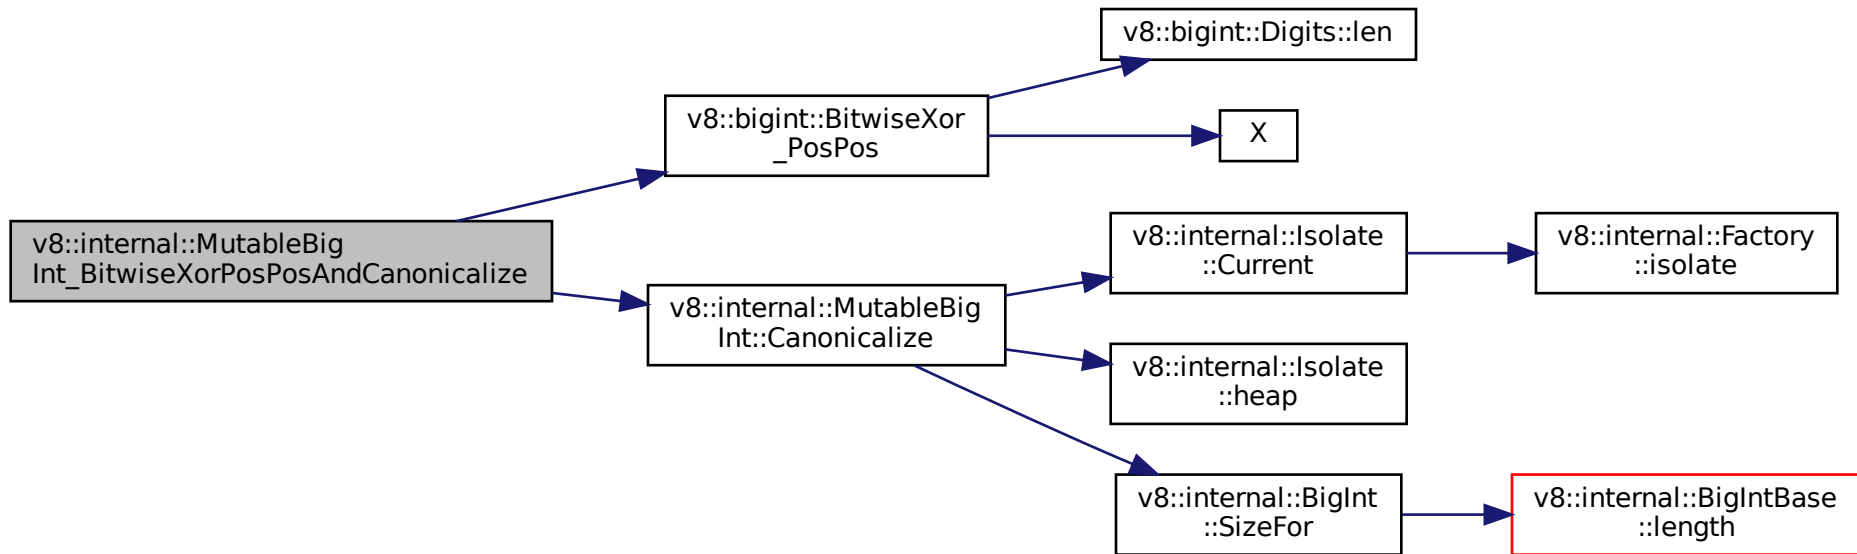 v8::internal::MutableBig
Int_BitwiseXorPosPosAndCanonicalize
v8::bigint::BitwiseXor
_PosPos
v8::bigint::Digits::len
X
v8::internal::MutableBig
Int::Canonicalize
v8::internal::Isolate
::Current
v8::internal::Factory
::isolate
v8::internal::Isolate
::heap
v8::internal::BigInt
::SizeFor
v8::internal::BigIntBase
::length